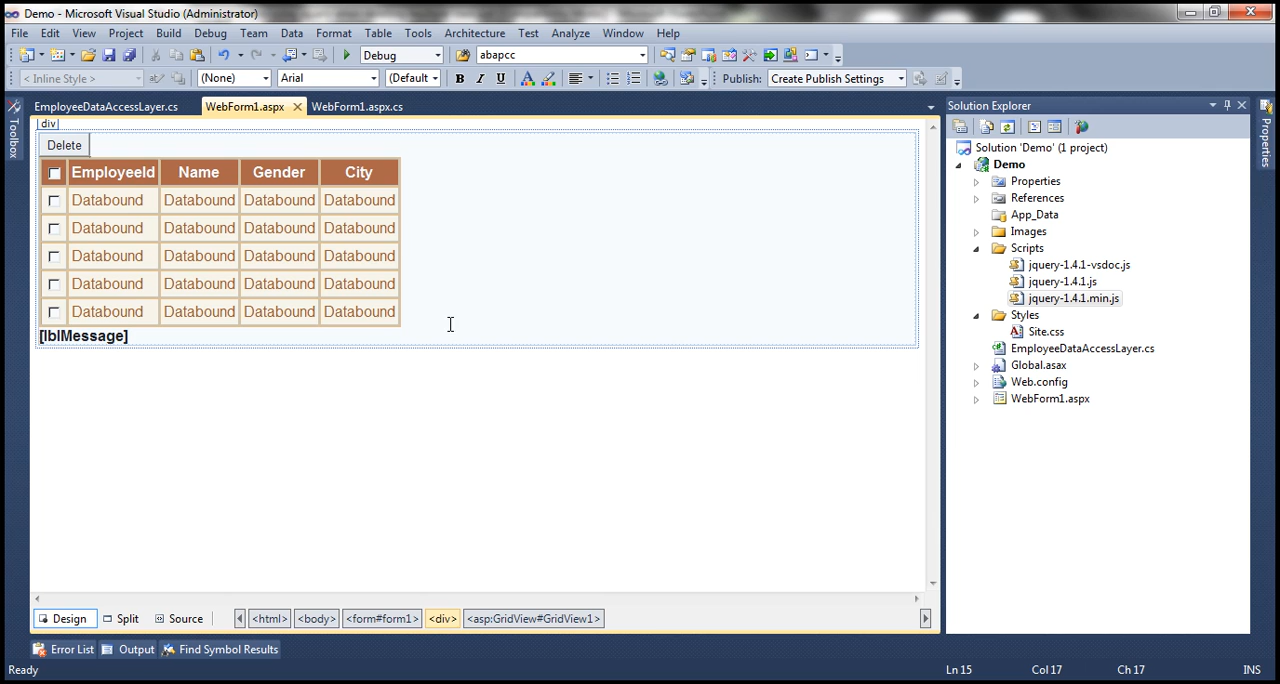 Demo - Microsoft Visual Studio (Administrator)
File Edit View Project Build Debug Team Data Format Table Tools Architecture Test Analyze Window Help
Debug abapcc
< Inline Style > (None) Arial (Default B I U Publish: Create Publish Settings
EmployeeDataAccessLayer.cs WebForm1.aspx WebForm1.aspx.cs
Toolbox
div
Delete
EmployeeId Name Gender City
Databound Databound Databound Databound
Databound Databound Databound Databound
Databound Databound Databound Databound
Databound Databound Databound Databound
Databound Databound Databound Databound
[lblMessage]
Design Split Source <html> <body> <form#form1> <div> <asp:GridView#GridView1>
Solution Explorer
Solution 'Demo' (1 project)
Demo
Properties
References
App_Data
Images
Scripts
jquery-1.4.1-vsdoc.js
jquery-1.4.1.js
jquery-1.4.1.min.js
Styles
Site.css
EmployeeDataAccessLayer.cs
Global.asax
Web.config
WebForm1.aspx
Properties
Error List Output Find Symbol Results
Ready Ln 15 Col 17 Ch 17 INS